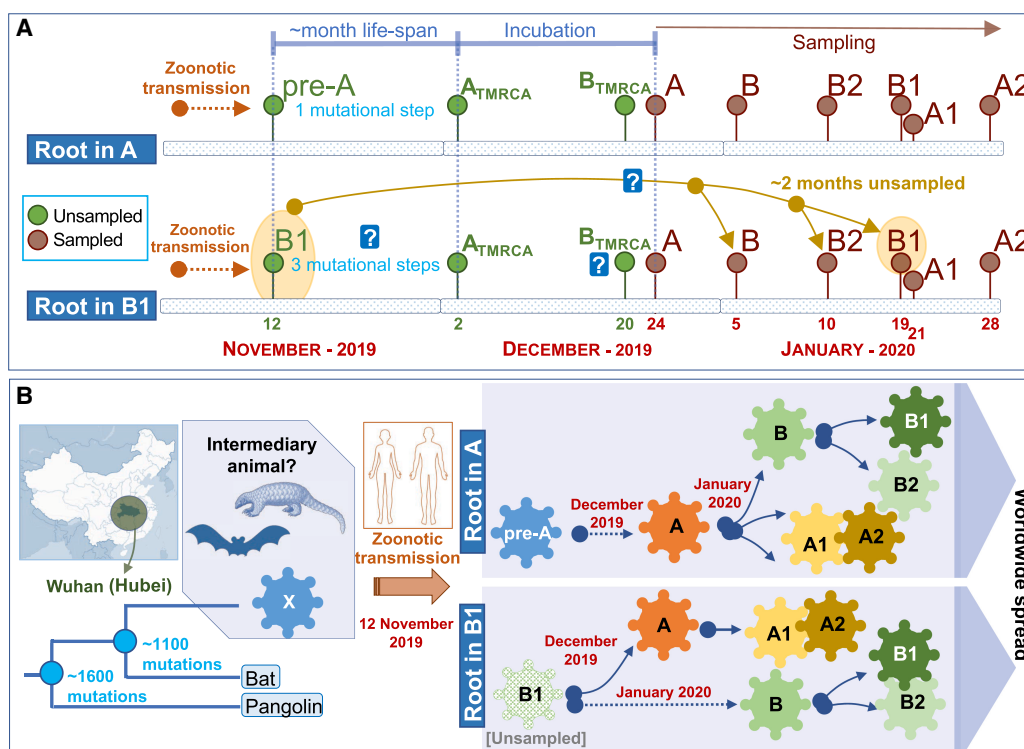 A
~month life-span
Incubation
Sampling
Zoonotic
transmission
pre-A
1 mutational step
A TMRCA
B TMRCA
A
B
B2
B1
A1
A2
Root in A
?
~2 months unsampled
Unsampled
Sampled
Zoonotic
transmission
B1
?
3 mutational steps
A TMRCA
B TMRCA
?
A
B
B2
B1
A1
A2
Root in B1
12
2
20
24
5
10
19
21
28
NOVEMBER - 2019
DECEMBER - 2019
JANUARY - 2020
B
Wuhan (Hubei)
Intermediary
animal?
X
~1100
mutations
~1600
mutations
Bat
Pangolin
Zoonotic
transmission
12 November
2019
Root in A
pre-A
December
2019
A
January
2020
B
B1
B2
A1
A2
Root in B1
B1
[Unsampled]
December
2019
A
A1
A2
January 2020
B
B1
B2
Worldwide spread